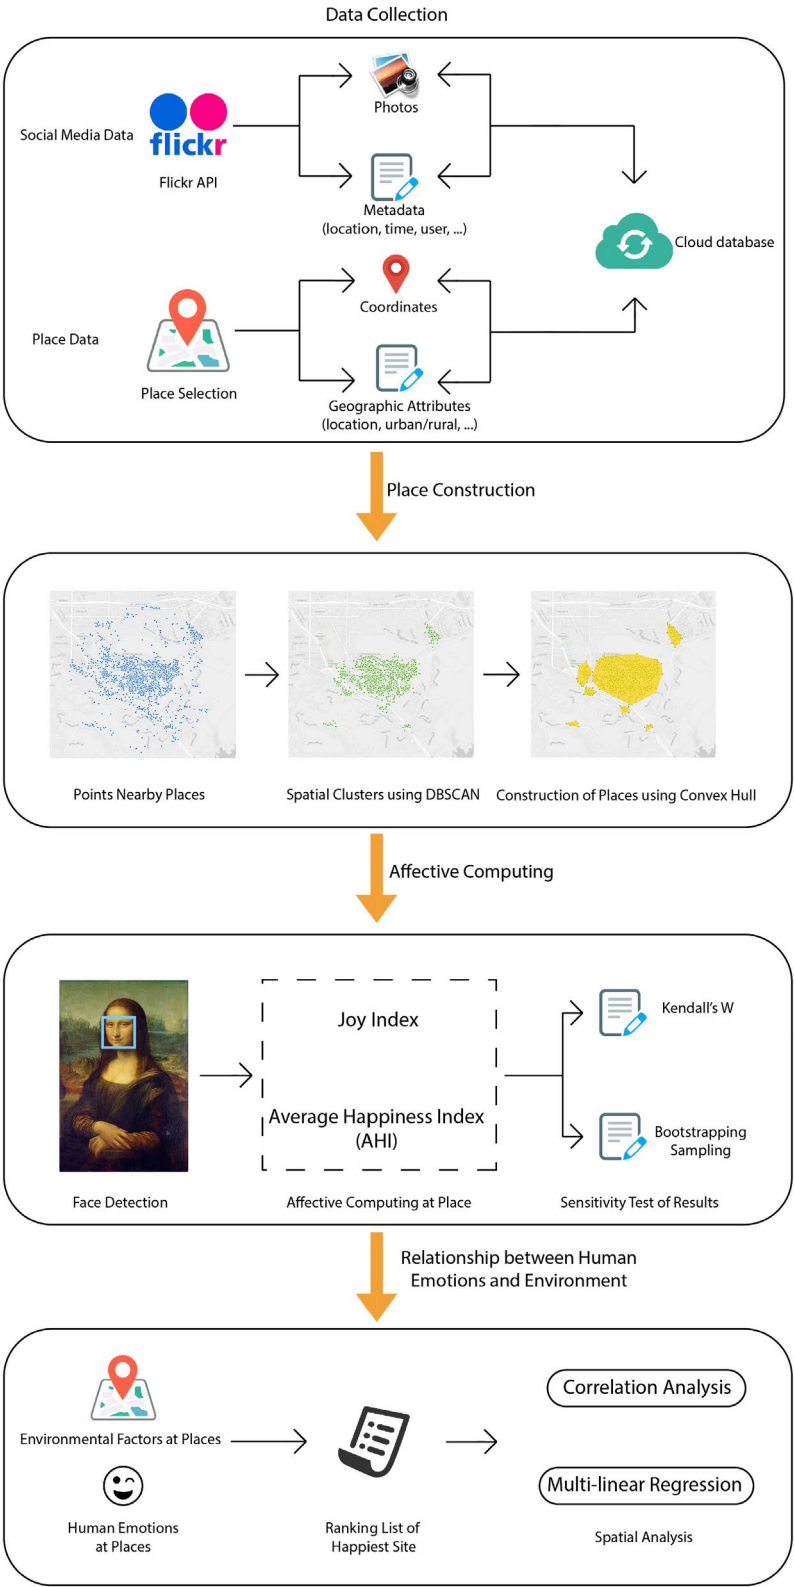 Data Collection
Social Media Data
flickr
Flickr API
Photos
Metadata
(location, time, user, ...)
Cloud database
Place Data
Place Selection
Coordinates
Geographic Attributes
(location, urban/rural, ...)
Place Construction
Points Nearby Places
Spatial Clusters using DBSCAN
Construction of Places using Convex Hull
Affective Computing
Joy Index
Average Happiness Index
(AHI)
Kendall's W
Bootstrapping
Sampling
Face Detection
Affective Computing at Place
Sensitivity Test of Results
Relationship between Human
Emotions and Environment
Environmental Factors at Places
Human Emotions
at Places
Ranking List of
Happiest Site
Correlation Analysis
Multi-linear Regression
Spatial Analysis